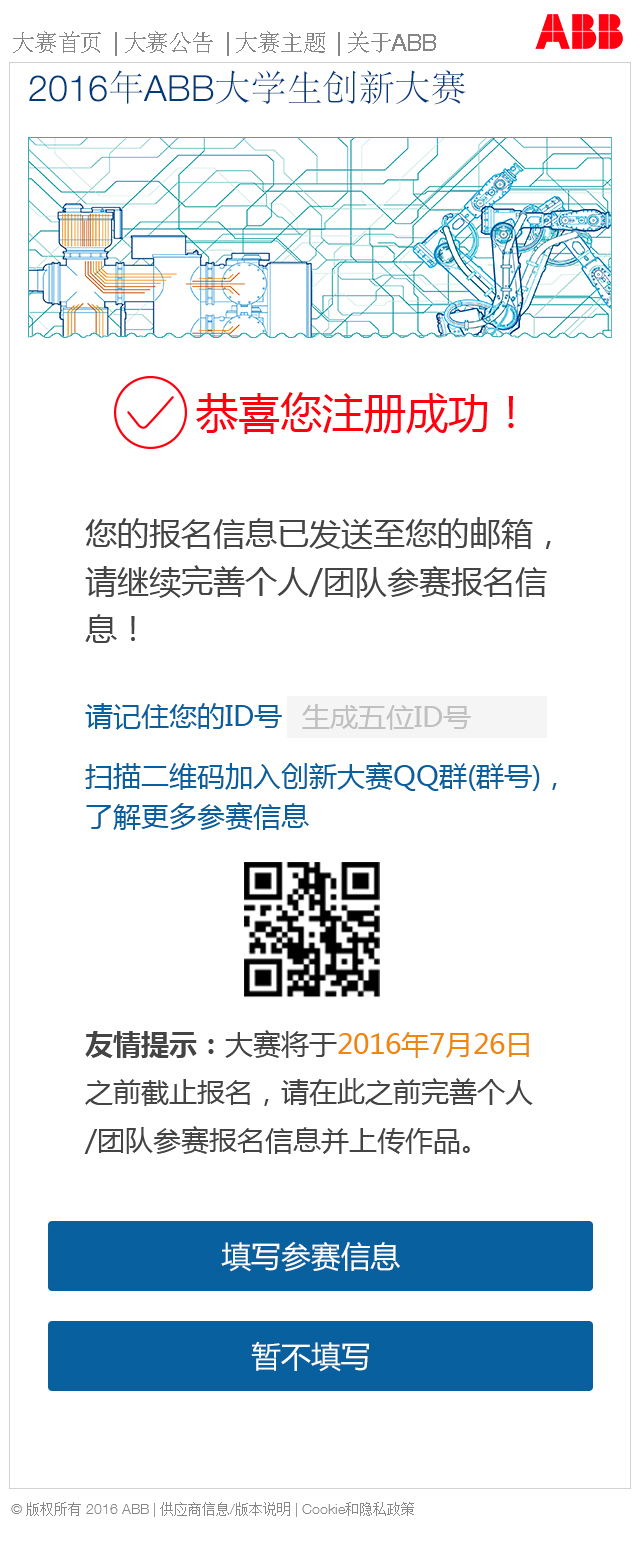 大赛首页 | 大赛公告 | 大赛主题 | 关于ABB
ABB
2016年ABB大学生创新大赛
恭喜您注册成功！
您的报名信息已发送至您的邮箱，
请继续完善个人/团队参赛报名信
息！
请记住您的ID号 生成五位ID号
扫描二维码加入创新大赛QQ群(群号)，
了解更多参赛信息
友情提示：大赛将于2016年7月26日
之前截止报名，请在此之前完善个人
/团队参赛报名信息并上传作品。
填写参赛信息
暂不填写
© 版权所有 2016 ABB | 供应商信息/版本说明 | Cookie和隐私政策